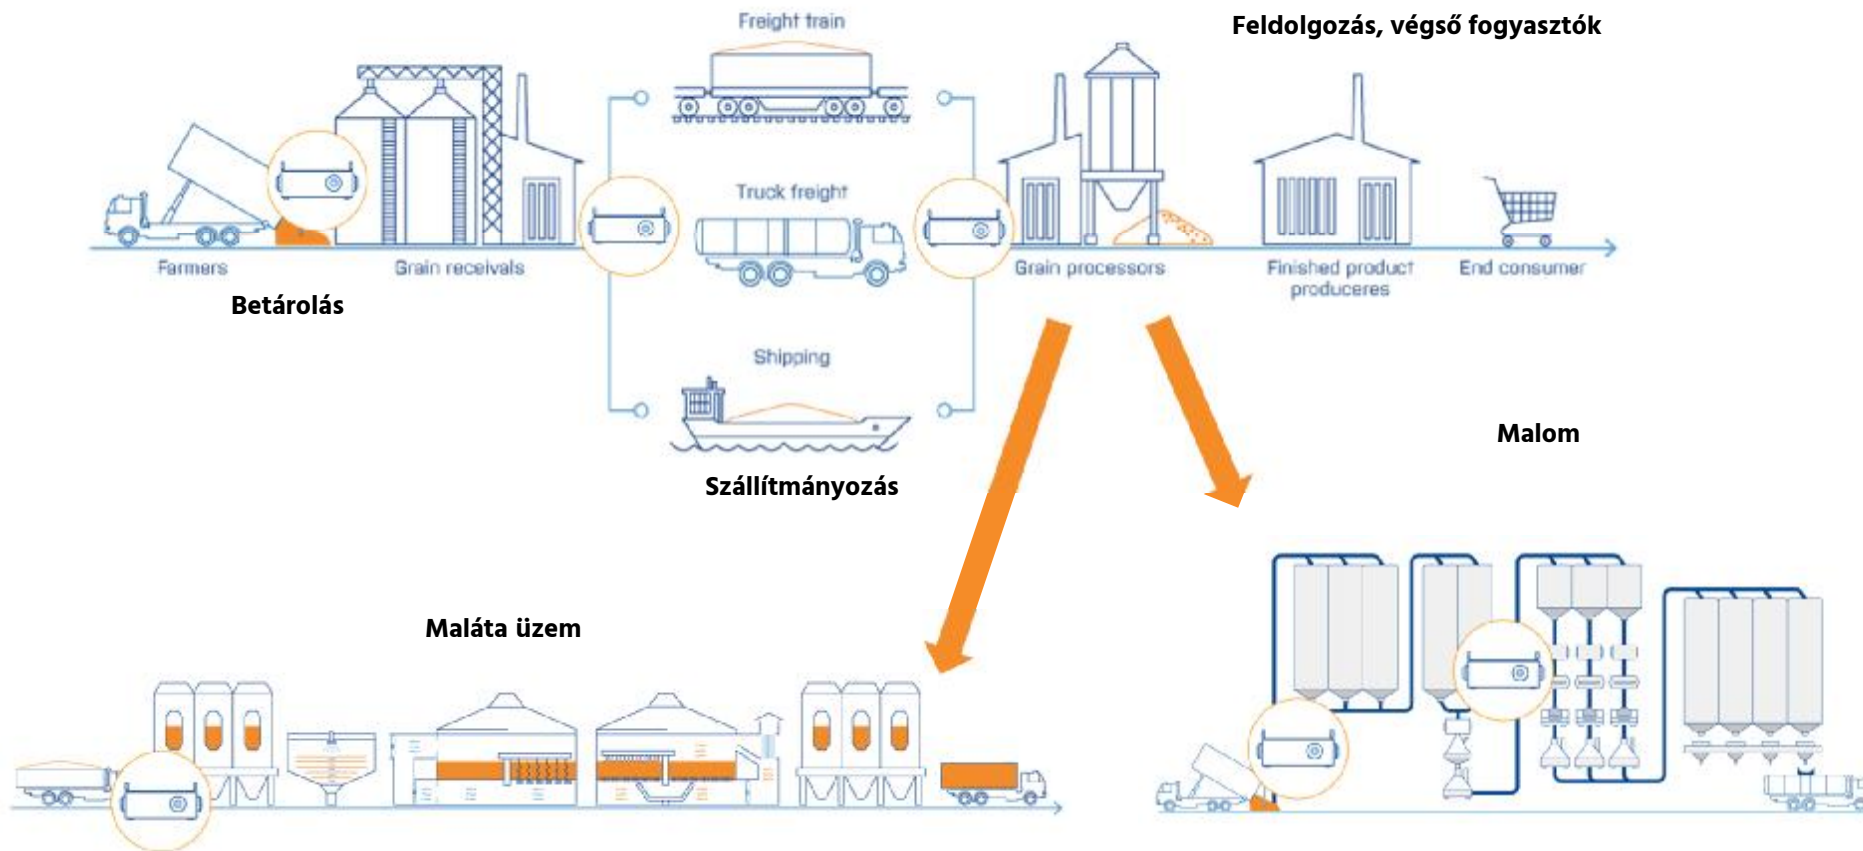 Freight train
Feldolgozás, végső fogyasztók
Truck freight
Farmers
Grain receivals
Grain processors
Finished product
produceres
End consumer
Betárolás
Shipping
Szállítmányozás
Malom
Maláta üzem